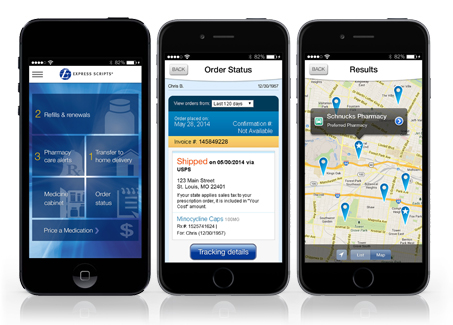 82%
EXPRESS SCRIPTS®
2 Refills & renewals
3 Pharmacy
care alerts
1 Transfer to
home delivery
Medicine
cabinet
Order
status
Price a Medication
82%
BACK
Order Status
Chris B.
12/30/1957
View orders from: Last 120 days
Order placed on:
May 28, 2014
Confirmation #
Not Available
Invoice #: 145849228
Shipped on 05/30/2014 via
USPS
123 Main Street
St. Louis, MO 22401
If your state applies sales tax to your
prescription order, it is included in "Your
Cost" amount.
Minocycline Caps 100MG
Rx #: 1525741624 |
For: Chris (12/30/1957)
Tracking details
82%
BACK
Results
Schnucks Pharmacy
Preferred Pharmacy
List
Map